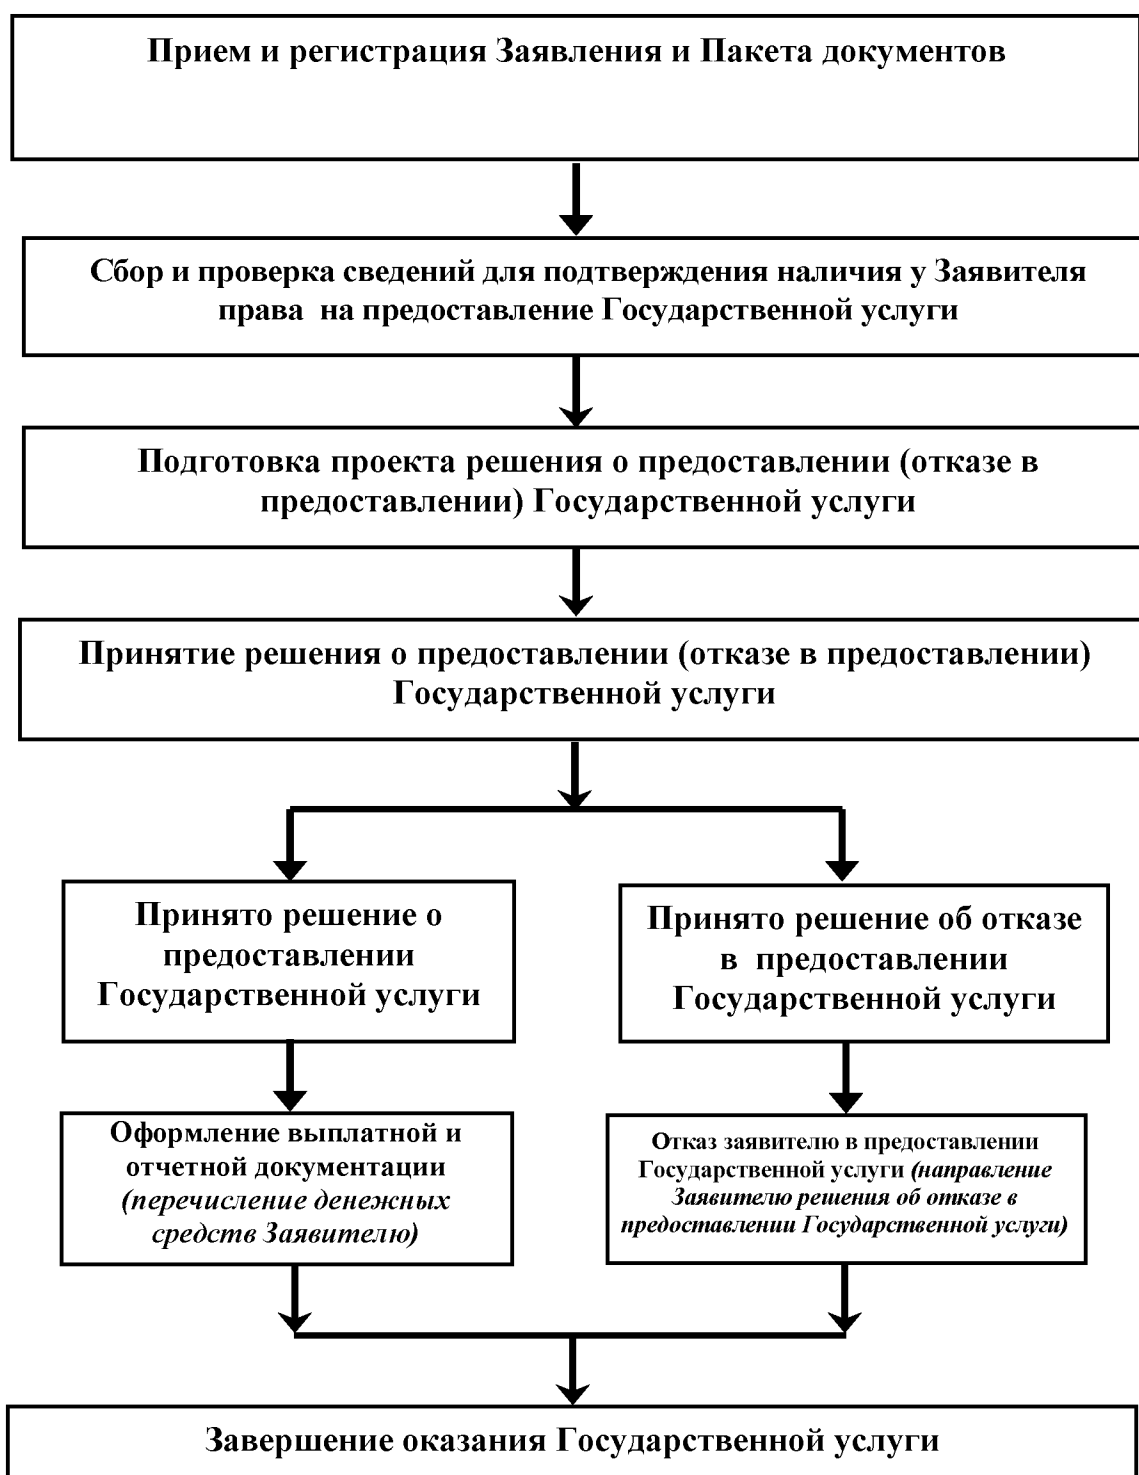 Прием и регистрация Заявления и Пакета документов
Сбор и проверка сведений для подтверждения наличия у Заявителя
права на предоставление Государственной услуги
Подготовка проекта решения о предоставлении (отказе в
предоставлении) Государственной услуги
Принятие решения о предоставлении (отказе в предоставлении)
Государственной услуги
Принято решение о
предоставлении
Государственной услуги
Принято решение об отказе
в предоставлении
Государственной услуги
Оформление выплатной и
отчетной документации
(перечисление денежных
средств Заявителю)
Отказ заявителю в предоставлении
Государственной услуги (направление
Заявителю решения об отказе в
предоставлении Государственной услуги)
Завершение оказания Государственной услуги